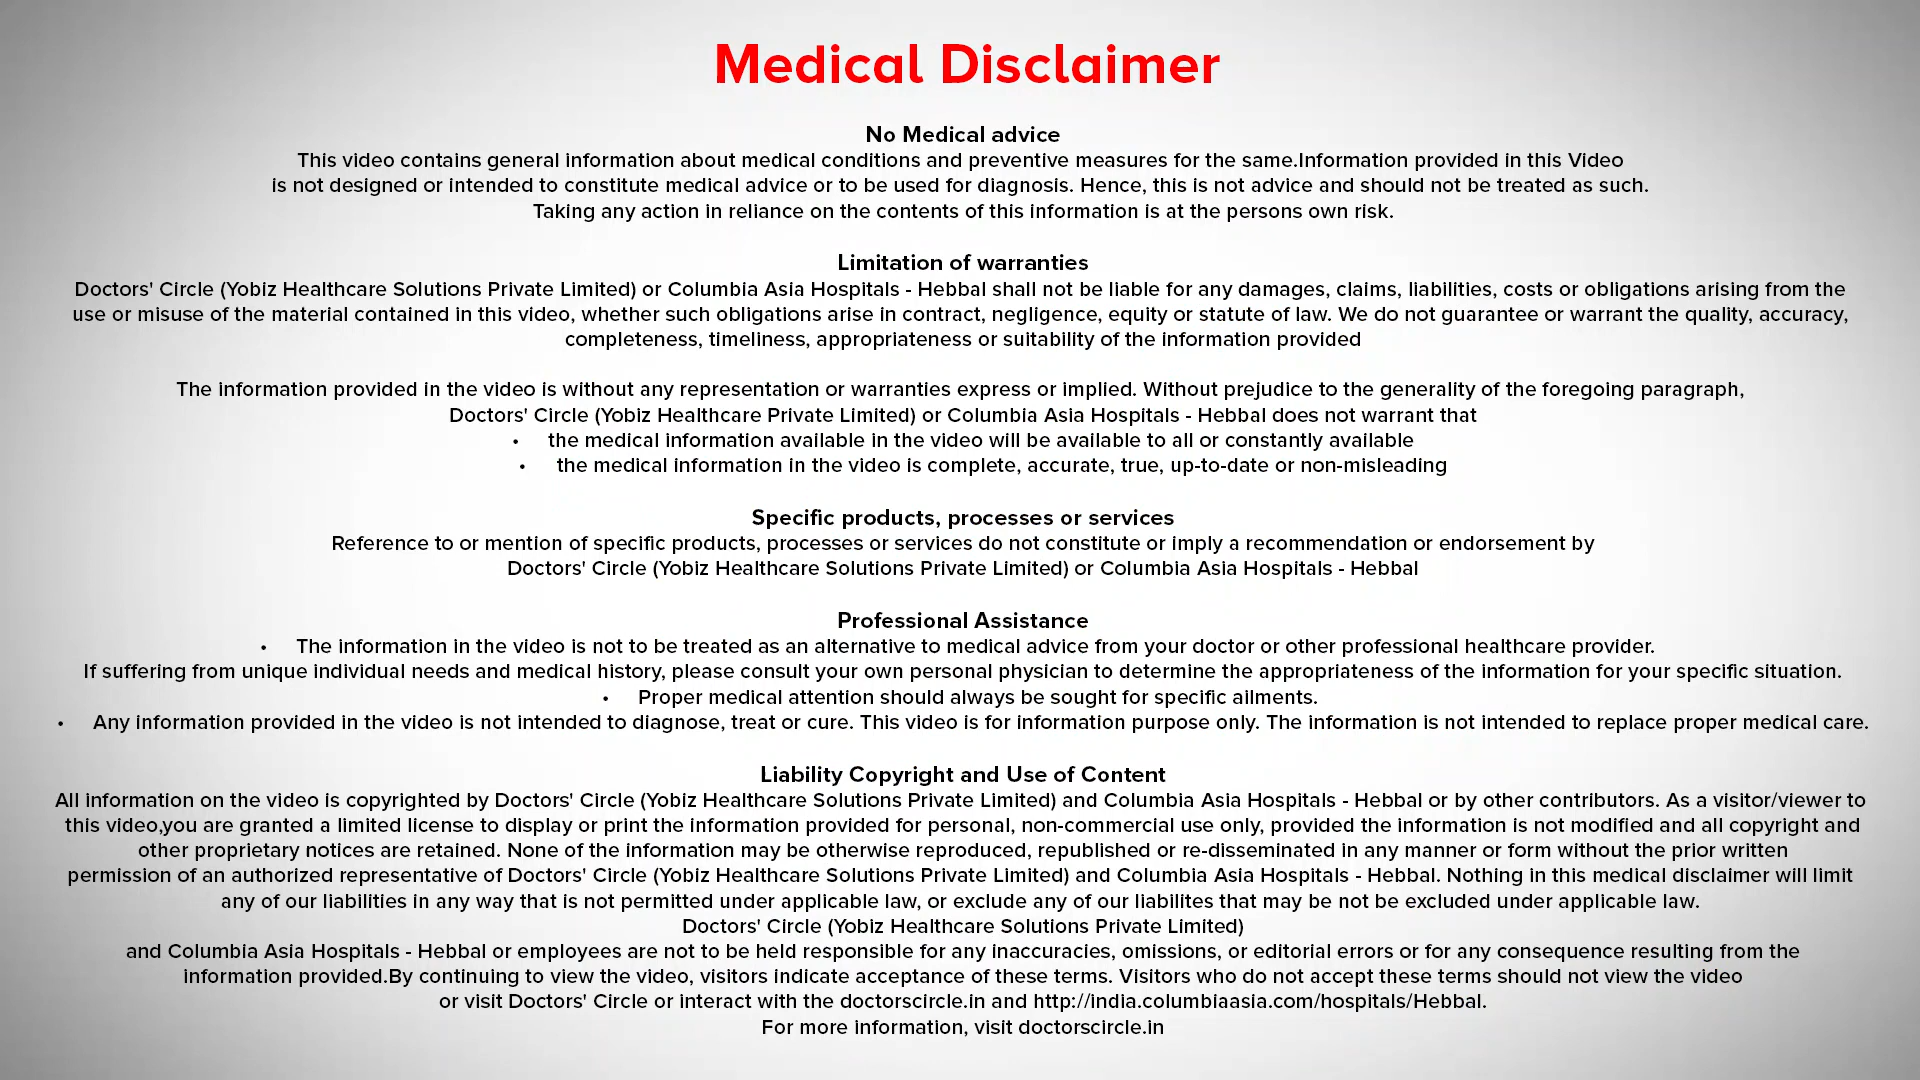 Medical Disclaimer
No Medical advice
This video contains general information about medical conditions and preventive measures for the same.Information provided in this Video
is not designed or intended to constitute medical advice or to be used for diagnosis. Hence, this is not advice and should not be treated as such.
Taking any action in reliance on the contents of this information is at the persons own risk.
Limitation of warranties
Doctors' Circle (Yobiz Healthcare Solutions Private Limited) or Columbia Asia Hospitals - Hebbal shall not be liable for any damages, claims, liabilities, costs or obligations arising from the
use or misuse of the material contained in this video, whether such obligations arise in contract, negligence, equity or statute of law. We do not guarantee or warrant the quality, accuracy,
completeness, timeliness, appropriateness or suitability of the information provided
The information provided in the video is without any representation or warranties express or implied. Without prejudice to the generality of the foregoing paragraph,
Doctors' Circle (Yobiz Healthcare Private Limited) or Columbia Asia Hospitals - Hebbal does not warrant that
• the medical information available in the video will be available to all or constantly available
• the medical information in the video is complete, accurate, true, up-to-date or non-misleading
Specific products, processes or services
Reference to or mention of specific products, processes or services do not constitute or imply a recommendation or endorsement by
Doctors' Circle (Yobiz Healthcare Solutions Private Limited) or Columbia Asia Hospitals - Hebbal
Professional Assistance
• The information in the video is not to be treated as an alternative to medical advice from your doctor or other professional healthcare provider.
If suffering from unique individual needs and medical history, please consult your own personal physician to determine the appropriateness of the information for your specific situation.
• Proper medical attention should always be sought for specific ailments.
• Any information provided in the video is not intended to diagnose, treat or cure. This video is for information purpose only. The information is not intended to replace proper medical care.
Liability Copyright and Use of Content
All information on the video is copyrighted by Doctors' Circle (Yobiz Healthcare Solutions Private Limited) and Columbia Asia Hospitals - Hebbal or by other contributors. As a visitor/viewer to
this video,you are granted a limited license to display or print the information provided for personal, non-commercial use only, provided the information is not modified and all copyright and
other proprietary notices are retained. None of the information may be otherwise reproduced, republished or re-disseminated in any manner or form without the prior written
permission of an authorized representative of Doctors' Circle (Yobiz Healthcare Solutions Private Limited) and Columbia Asia Hospitals - Hebbal. Nothing in this medical disclaimer will limit
any of our liabilities in any way that is not permitted under applicable law, or exclude any of our liabilites that may be not be excluded under applicable law.
Doctors' Circle (Yobiz Healthcare Solutions Private Limited)
and Columbia Asia Hospitals - Hebbal or employees are not to be held responsible for any inaccuracies, omissions, or editorial errors or for any consequence resulting from the
information provided.By continuing to view the video, visitors indicate acceptance of these terms. Visitors who do not accept these terms should not view the video
or visit Doctors' Circle or interact with the doctorscircle.in and http://india.columbiaasia.com/hospitals/Hebbal.
For more information, visit doctorscircle.in